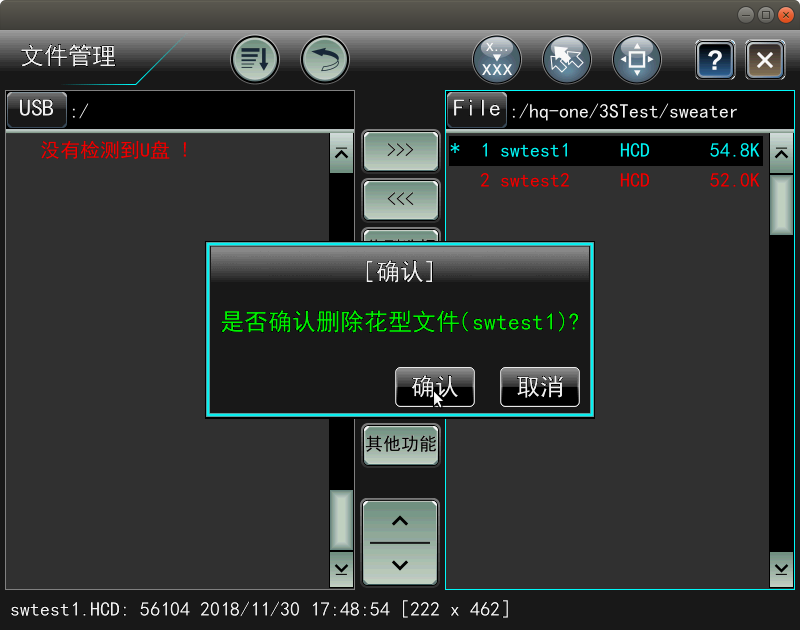 文件管理
X...
XXX
?
USB :/
File :/hq-one/3STest/sweater
没有检测到U盘 !
>>>
* 1 swtest1 HCD 54.8K
2 swtest2 HCD 52.0K
<<<
[确认]
是否确认删除花型文件(swtest1)?
确认 取消
其他功能
swtest1.HCD: 56104 2018/11/30 17:48:54 [222 x 462]